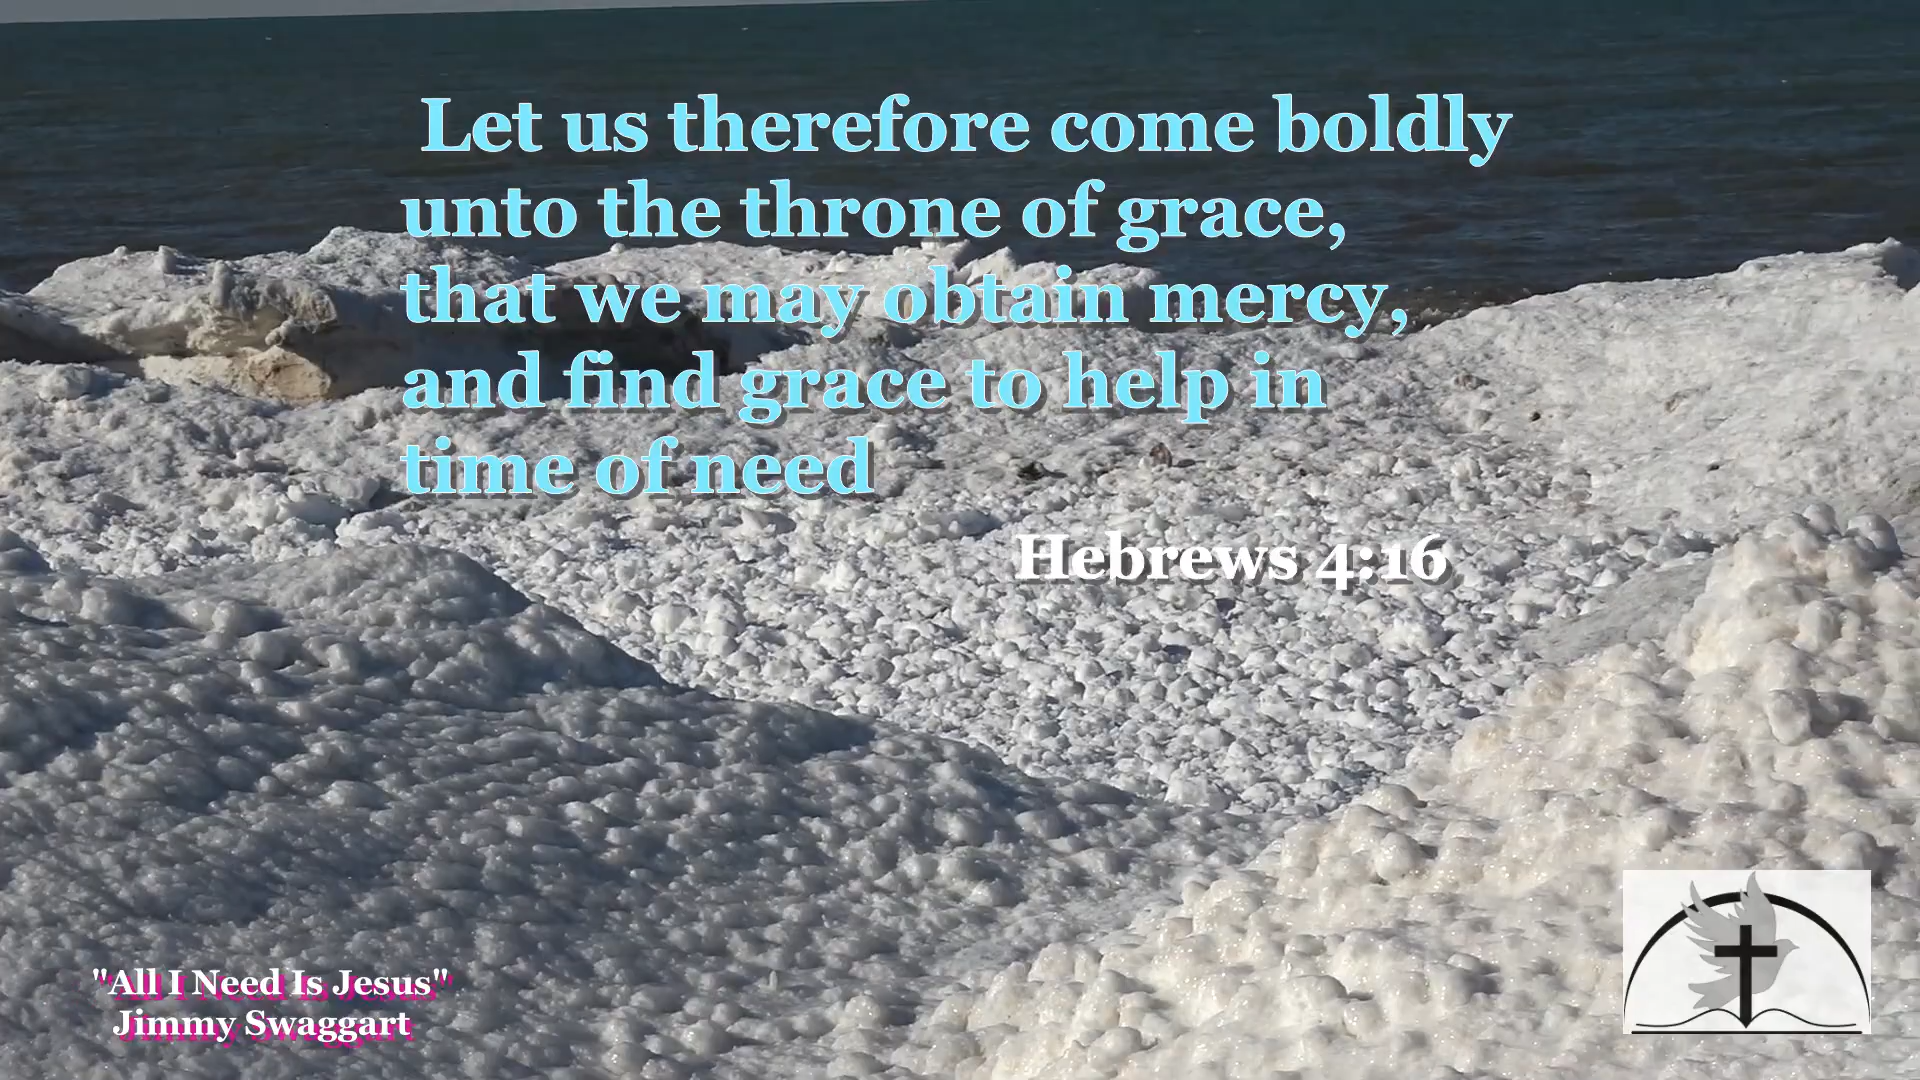 Let us therefore come boldly
unto the throne of grace,
that we may obtain mercy,
and find grace to help in
time of need
Hebrews 4:16
"All I Need Is Jesus"
Jimmy Swaggart